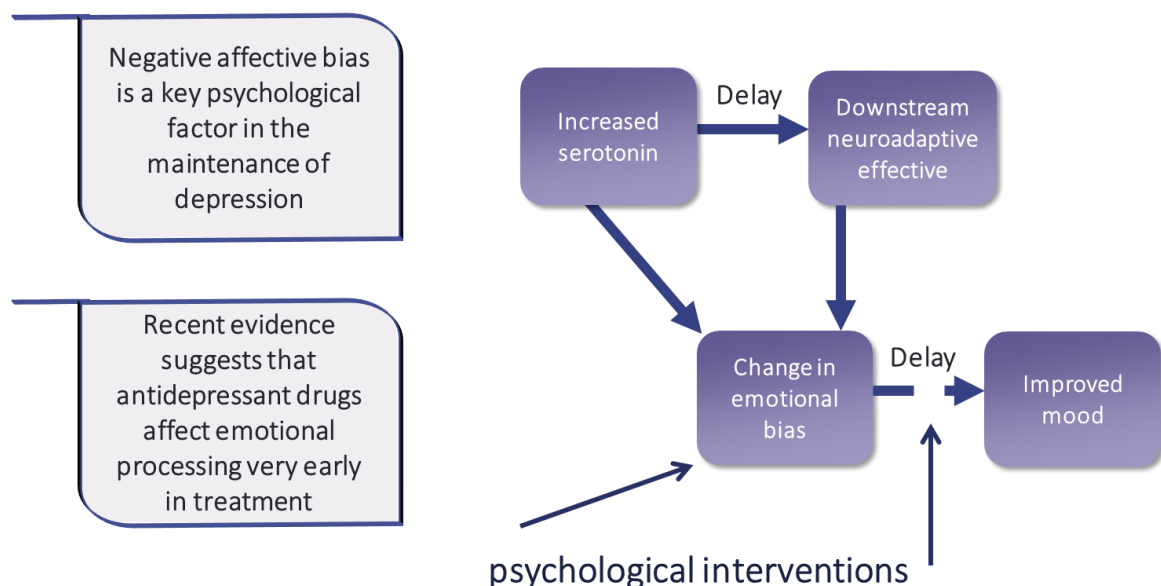 Negative affective bias
is a key psychological
factor in the
maintenance of
depression
Recent evidence
suggests that
antidepressant drugs
affect emotional
processing very early
in treatment
Increased
serotonin
Delay
Downstream
neuroadaptive
effective
Change in
emotional
bias
Delay
Improved
mood
psychological interventions